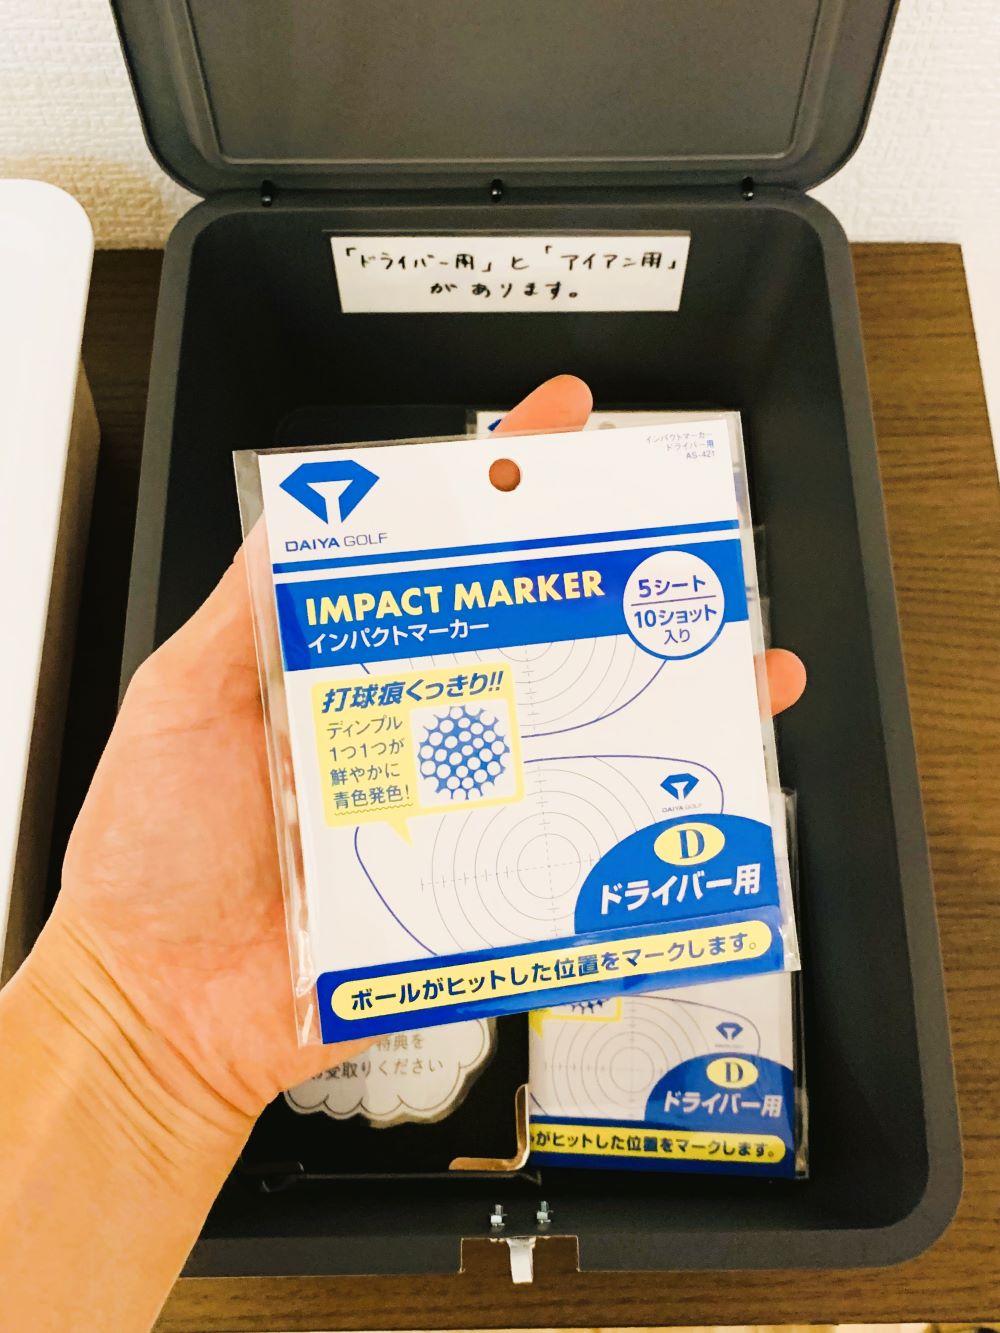 「ドライバー用」と「アイアン用」
があります。
インパクトマーカー
ドライバー用
AS-421
DAIYA GOLF
IMPACT MARKER
インパクトマーカー
5シート
10ショット
入り
打球痕くっきり!!
ディンプル
1つ1つが
鮮やかに
青色発色!
DAIYA GOLF
D
ドライバー用
ボールがヒットした位置をマークします。
特典を
受取りください
D
ドライバー用
がヒットした位置をマークします。